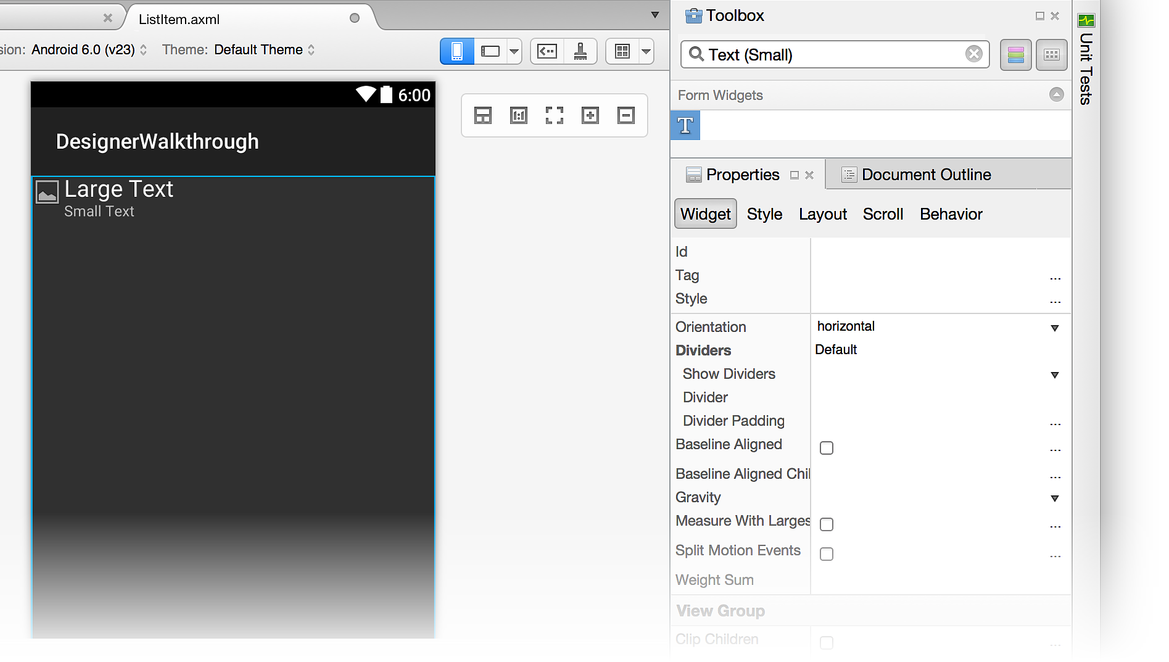 ListItem.axml
sion: Android 6.0 (v23) Theme: Default Theme
6:00
DesignerWalkthrough
Large Text
Small Text
Toolbox
Text (Small)
Form Widgets
T
Properties
Document Outline
Widget Style Layout Scroll Behavior
Id
Tag
...
Style
...
Orientation horizontal
Dividers Default
Show Dividers
Divider
Divider Padding
...
Baseline Aligned
...
Baseline Aligned Chil
...
Gravity
Measure With Larges
...
Split Motion Events
...
Weight Sum
View Group
Clip Children
...
Unit Tests